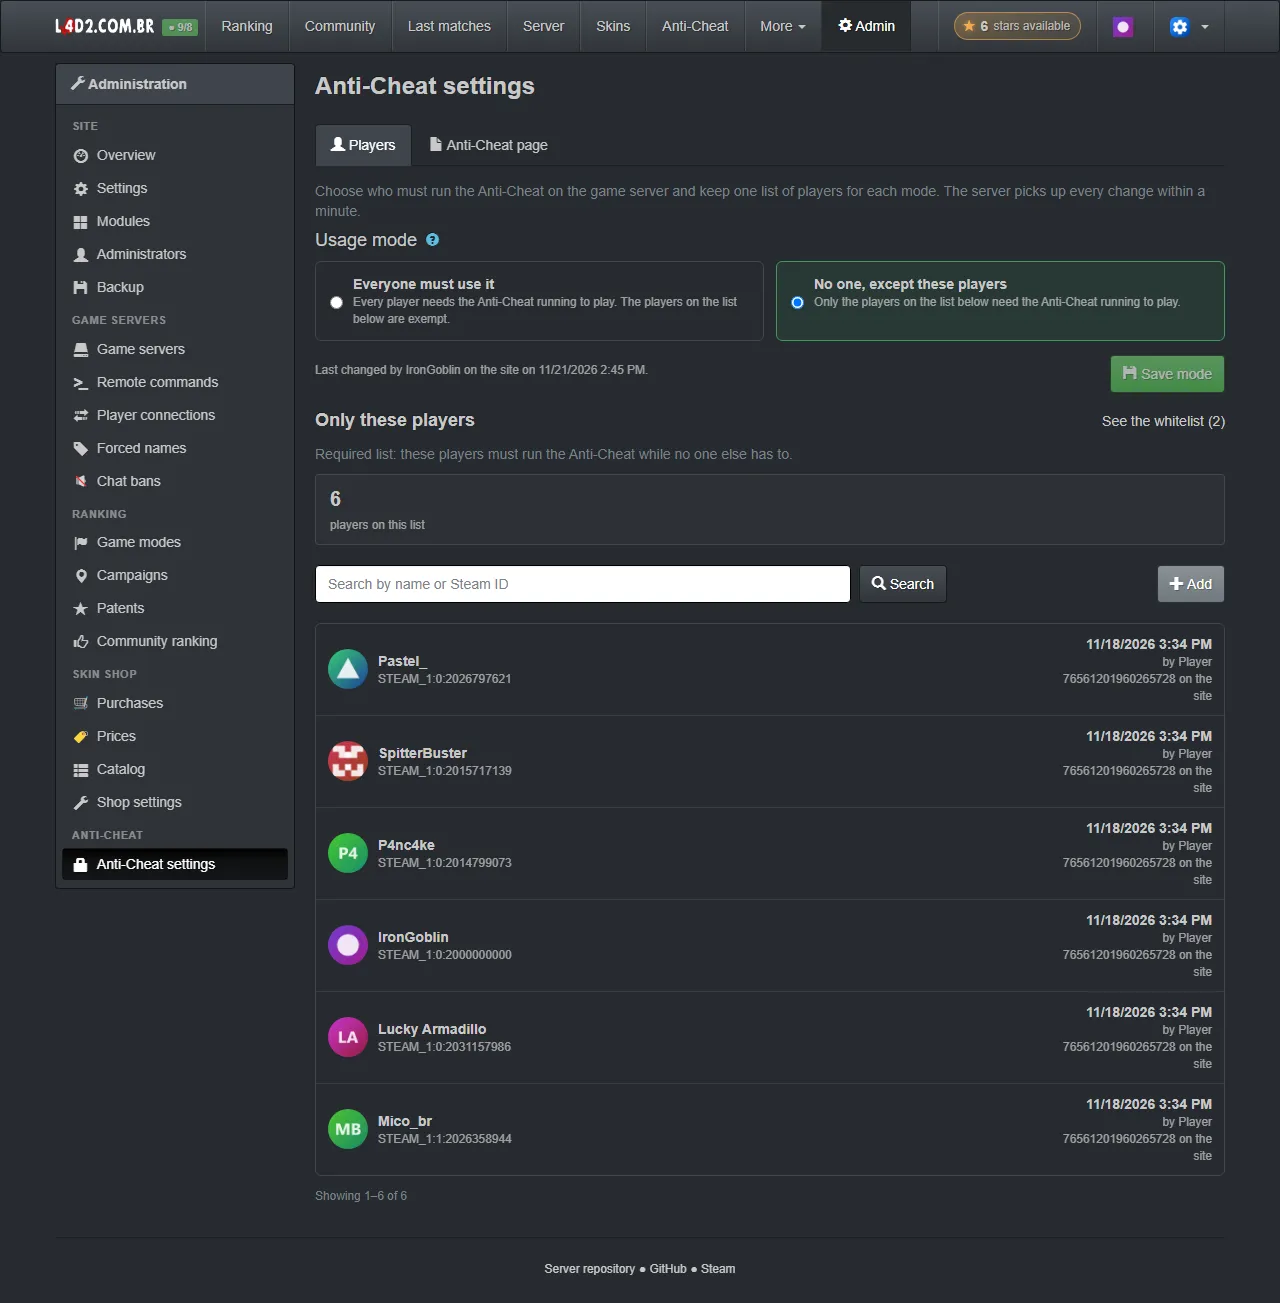 L4D2.COM.BR 9/8 Ranking Community Last matches Server Skins Anti-Cheat More Admin 6 stars available
Administration
SITE
Overview
Settings
Modules
Administrators
Backup
GAME SERVERS
Game servers
Remote commands
Player connections
Forced names
Chat bans
RANKING
Game modes
Campaigns
Patents
Community ranking
SKIN SHOP
Purchases
Prices
Catalog
Shop settings
ANTI-CHEAT
Anti-Cheat settings
Anti-Cheat settings
Players Anti-Cheat page
Choose who must run the Anti-Cheat on the game server and keep one list of players for each mode. The server picks up every change within a
minute.
Usage mode ?
Everyone must use it
Every player needs the Anti-Cheat running to play. The players on the list
below are exempt.
No one, except these players
Only the players on the list below need the Anti-Cheat running to play.
Last changed by IronGoblin on the site on 11/21/2026 2:45 PM.
Save mode
Only these players
See the whitelist (2)
Required list: these players must run the Anti-Cheat while no one else has to.
6
players on this list
Search by name or Steam ID
Search
Add
Pastel_
STEAM_1:0:2026797621
11/18/2026 3:34 PM
by Player
76561201960265728 on the
site
SpitterBuster
STEAM_1:0:2015717139
11/18/2026 3:34 PM
by Player
76561201960265728 on the
site
P4
P4nc4ke
STEAM_1:0:2014799073
11/18/2026 3:34 PM
by Player
76561201960265728 on the
site
IronGoblin
STEAM_1:0:2000000000
11/18/2026 3:34 PM
by Player
76561201960265728 on the
site
LA
Lucky Armadillo
STEAM_1:0:2031157986
11/18/2026 3:34 PM
by Player
76561201960265728 on the
site
MB
Mico_br
STEAM_1:1:2026358944
11/18/2026 3:34 PM
by Player
76561201960265728 on the
site
Showing 1–6 of 6
Server repository ● GitHub ● Steam